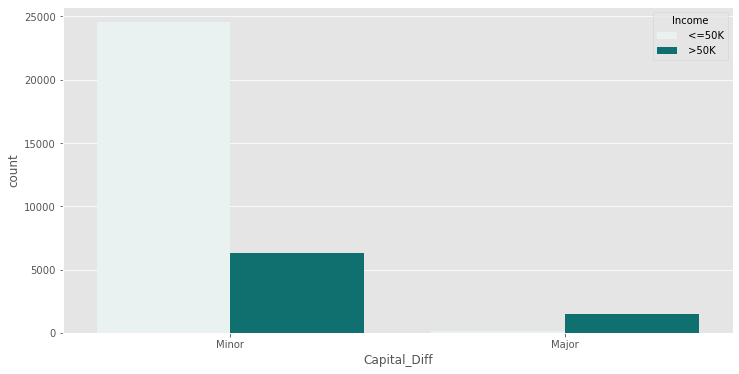 25000
20000
15000
10000
5000
0
count
Income
<=50K
>50K
Minor
Major
Capital_Diff